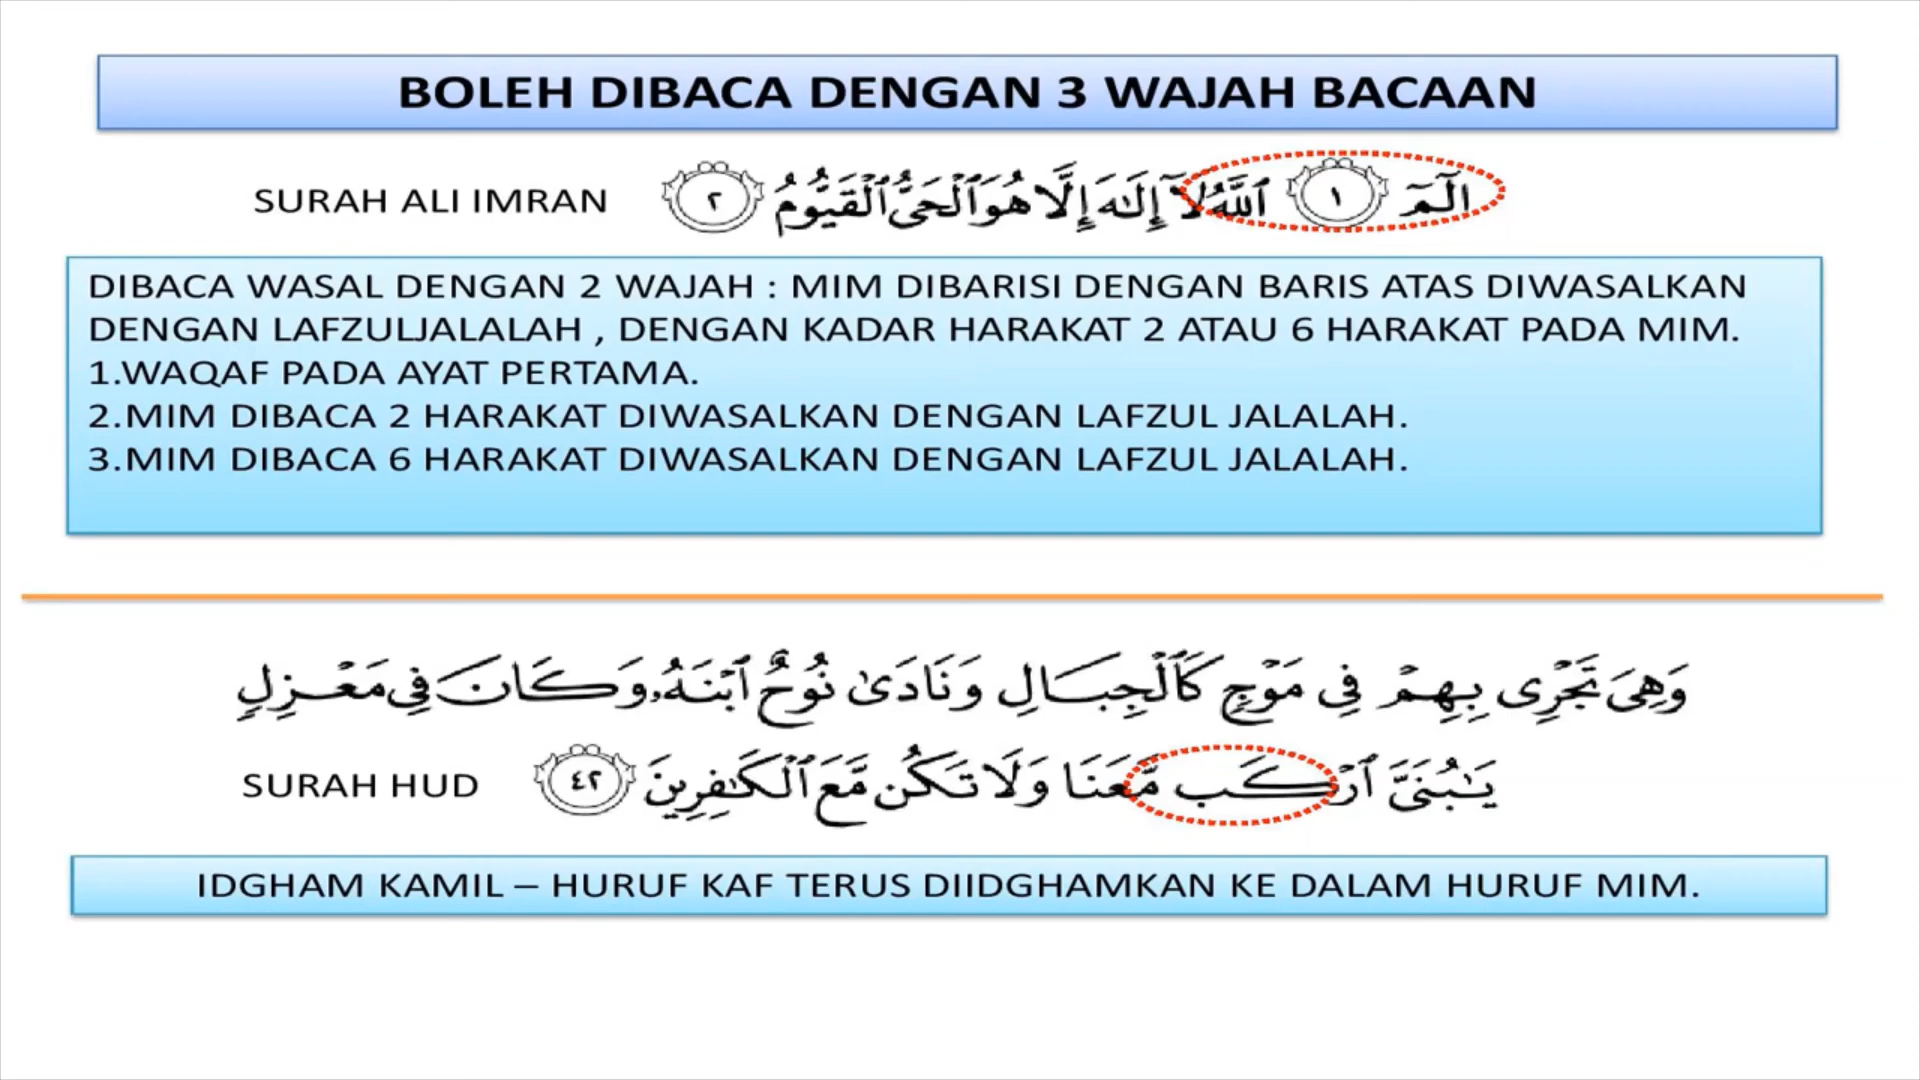 BOLEH DIBACA DENGAN 3 WAJAH BACAAN
SURAH ALI IMRAN
الٓمٓ ١ ٱللَّهُ لَآ إِلَٰهَ إِلَّا هُوَ ٱلْحَىُّ ٱلْقَيُّومُ ٢
DIBACA WASAL DENGAN 2 WAJAH : MIM DIBARISI DENGAN BARIS ATAS DIWASALKAN
DENGAN LAFZULJALALAH , DENGAN KADAR HARAKAT 2 ATAU 6 HARAKAT PADA MIM.
1.WAQAF PADA AYAT PERTAMA.
2.MIM DIBACA 2 HARAKAT DIWASALKAN DENGAN LAFZUL JALALAH.
3.MIM DIBACA 6 HARAKAT DIWASALKAN DENGAN LAFZUL JALALAH.
وَهِىَ تَجْرِى بِهِمْ فِى مَوْجٍ كَٱلْجِبَالِ وَنَادَىٰ نُوحٌ ٱبْنَهُۥ وَكَانَ فِى مَعْزِلٍ
يَٰبُنَىَّ ٱرْكَب مَّعَنَا وَلَا تَكُن مَّعَ ٱلْكَٰفِرِينَ ٤٢
SURAH HUD
IDGHAM KAMIL – HURUF KAF TERUS DIIDGHAMKAN KE DALAM HURUF MIM.